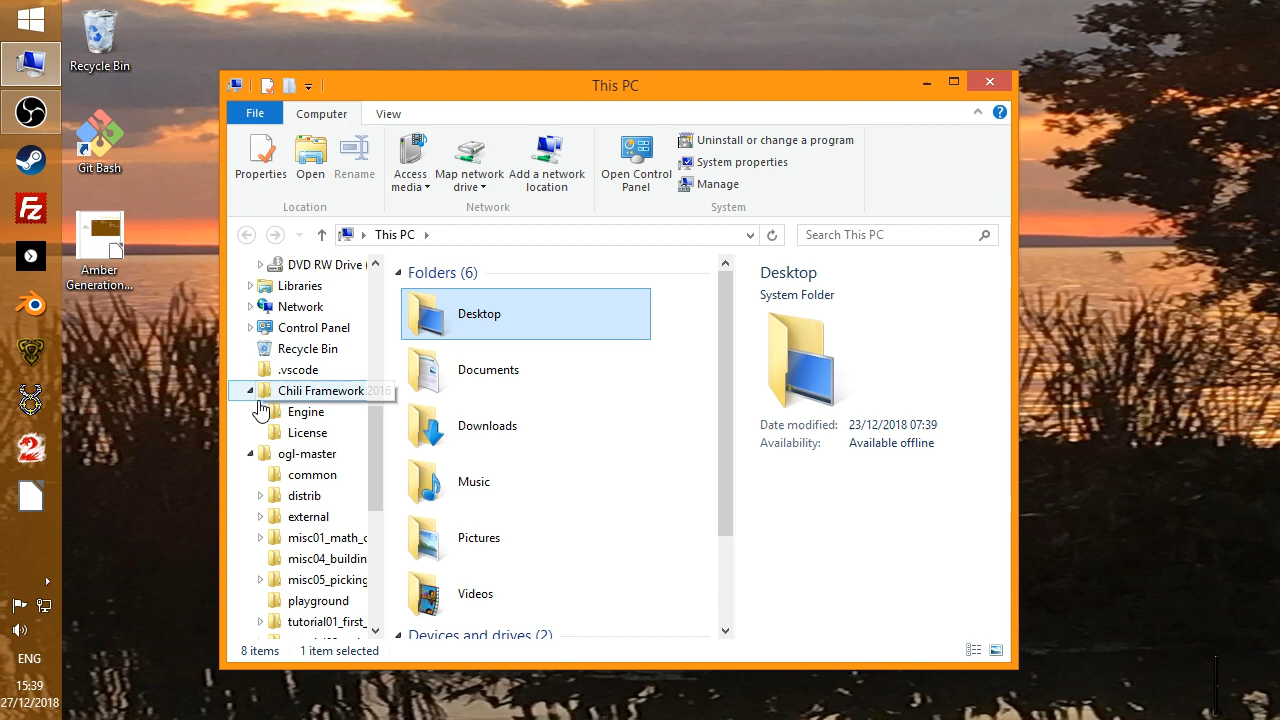 Recycle Bin
Git Bash
Amber
Generation...
This PC
File
Computer
View
Properties
Open
Rename
Location
Access
media
Map network
drive
Add a network
location
Network
Open Control
Panel
Uninstall or change a program
System properties
Manage
System
This PC
Search This PC
DVD RW Drive (
Libraries
Network
Control Panel
Recycle Bin
.vscode
Chili Framework 2016
Engine
License
ogl-master
common
distrib
external
misc01_math_c
misc04_buildin
misc05_picking
playground
tutorial01_first_
Folders (6)
Desktop
Documents
Downloads
Music
Pictures
Videos
Devices and drives (2)
Desktop
System Folder
Date modified: 23/12/2018 07:39
Availability: Available offline
8 items
1 item selected
ENG
15:39
27/12/2018